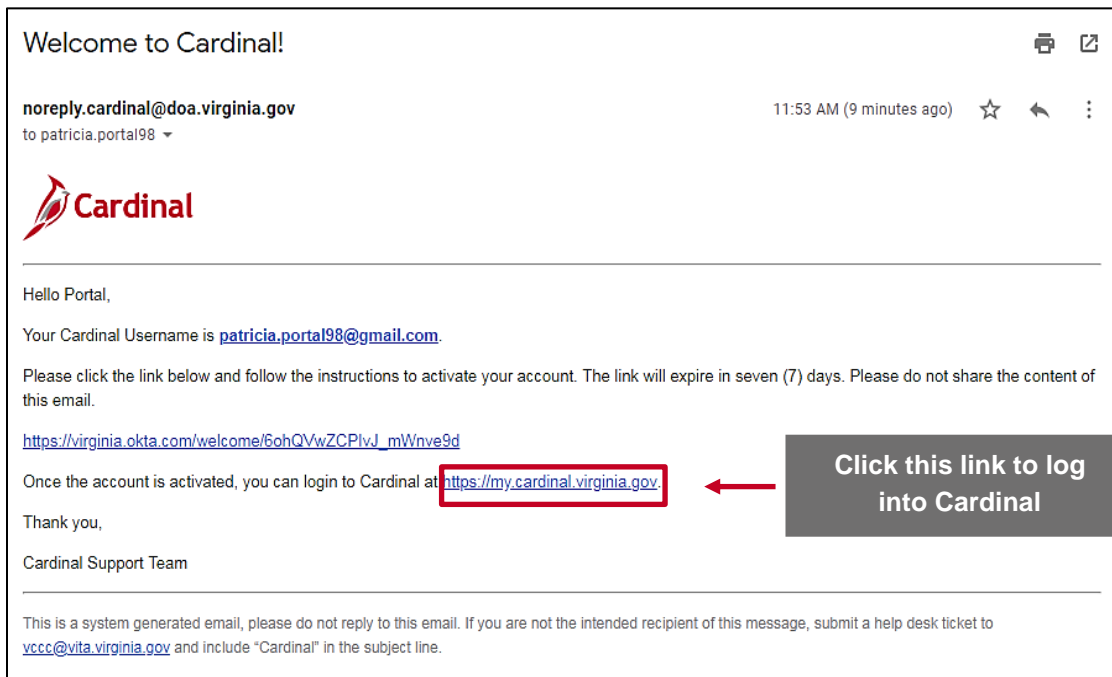 Welcome to Cardinal!
noreply.cardinal@doa.virginia.gov
11:53 AM (9 minutes ago)
to patricia.portal98
Cardinal
Hello Portal,
Your Cardinal Username is patricia.portal98@gmail.com.
Please click the link below and follow the instructions to activate your account. The link will expire in seven (7) days. Please do not share the content of
this email.
https://virginia.okta.com/welcome/6ohQVwZCPIvJ_mWnve9d
Once the account is activated, you can login to Cardinal at https://my.cardinal.virginia.gov.
Click this link to log
into Cardinal
Thank you,
Cardinal Support Team
This is a system generated email, please do not reply to this email. If you are not the intended recipient of this message, submit a help desk ticket to
vccc@vita.virginia.gov and include “Cardinal” in the subject line.